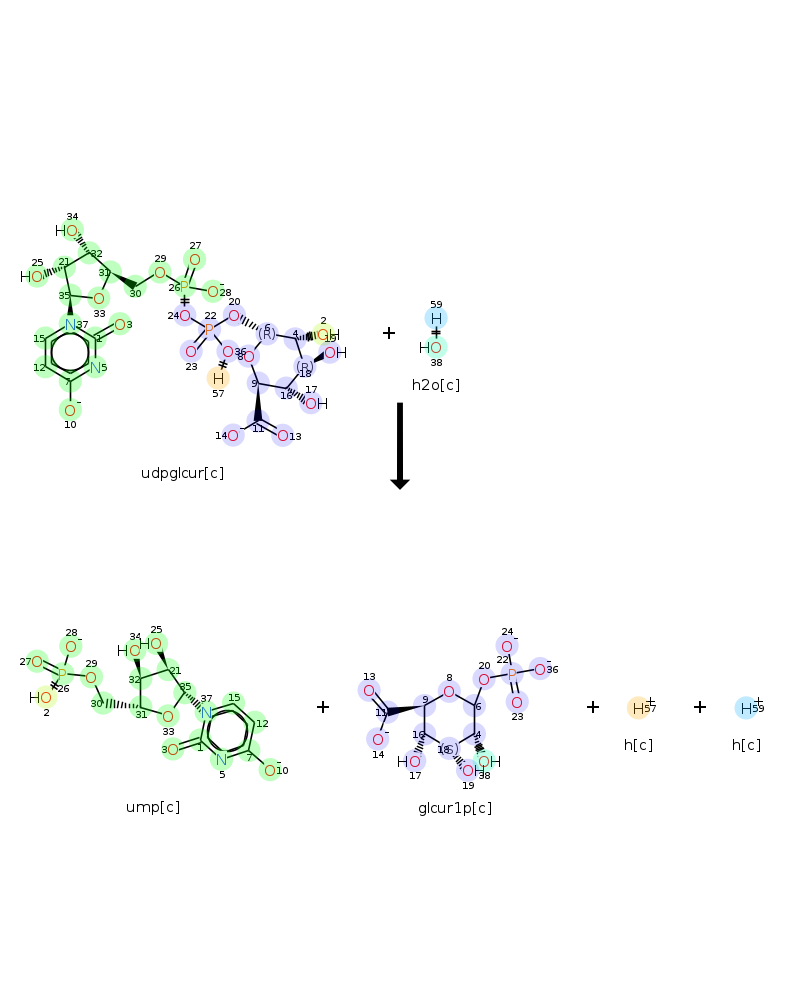 34
HO
25
32
HO
21
31
29
O
27
O
P
26
O
-
28
30
35
O
33
24
O
22
P
20
O
N
37
O
3
15
1
N
5
12
7
O
-
10
23
O
O
36
H
57
(R)
6
8
O
4
2
OH
19
OH
(R)
18
9
16
17
OH
11
14
O
-
O
13
udpglcur[c]
+
59
H
HO
38
h2o[c]
28
O
-
27
O
P
26
HO
2
29
O
30
34
HO
25
HO
32
21
35
31
O
33
37
N
15
12
3
O
1
N
5
7
O
-
10
ump[c]
+
13
O
11
O
-
14
9
8
O
6
20
O
22
P
24
O
-
O
-
36
O
23
16
HO
17
(S)
18
4
OH
19
OH
38
glcur1p[c]
+
H
+
57
h[c]
+
H
+
59
h[c]